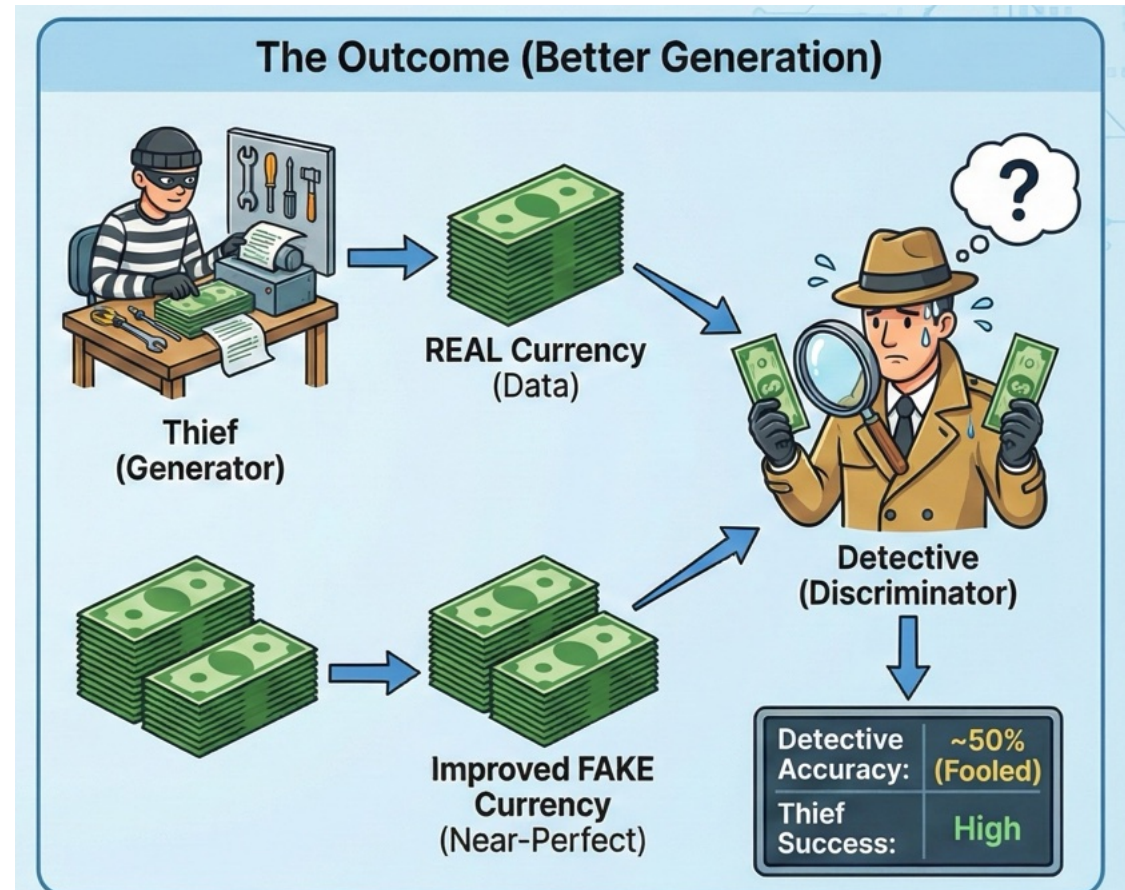 The Outcome (Better Generation)
?
REAL Currency
(Data)
Thief
(Generator)
Detective
(Discriminator)
Improved FAKE
Currency
(Near-Perfect)
Detective
Accuracy:
~50%
(Fooled)
Thief
Success:
High